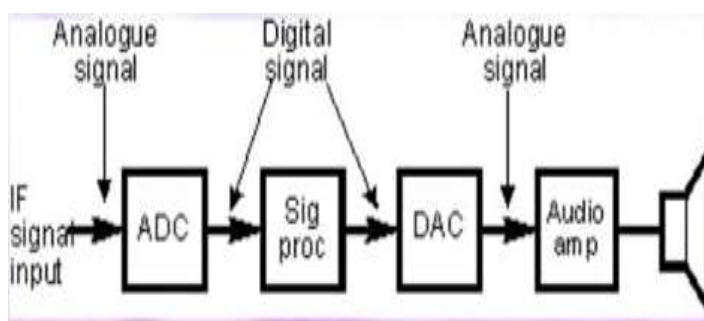 Analogue
signal
Digital
signal
Analogue
signal
IF
signal
input
ADC
Sig
proc
DAC
Audio
amp